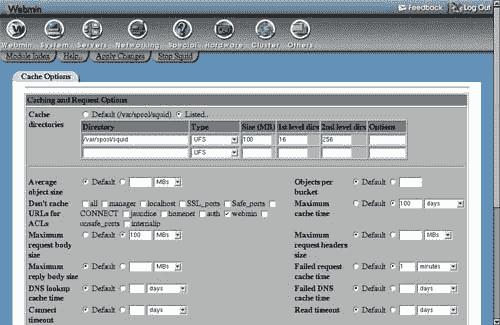 Webmin
Feedback Log Out
Webmin System Servers Networking Special.. Hardware Cluster Others
Module Index Help.. Apply Changes Stop Squid
Cache Options
Caching and Request Options
Cache directories Default (/var/spool/squid) Listed..
Directory Type Size (MB) 1st level dirs 2nd level dirs Options
/var/spool/squid UFS 100 16 256
UFS
Average object size Default MBs Objects per bucket Default
Don't cache URLs for ACLs all manager localhost SSL_ports Safe_ports Maximum cache time Default 100 days
CONNECT jaundice homenet auth webmin
unsafe_ports internalip
Maximum request body size Default 100 MBs Maximum request headers size Default MBs
Maximum reply body size Default MBs Failed request cache time Default 1 minutes
DNS lookup cache time Default days Failed DNS cache time Default days
Connect timeout Default days Read timeout Default days